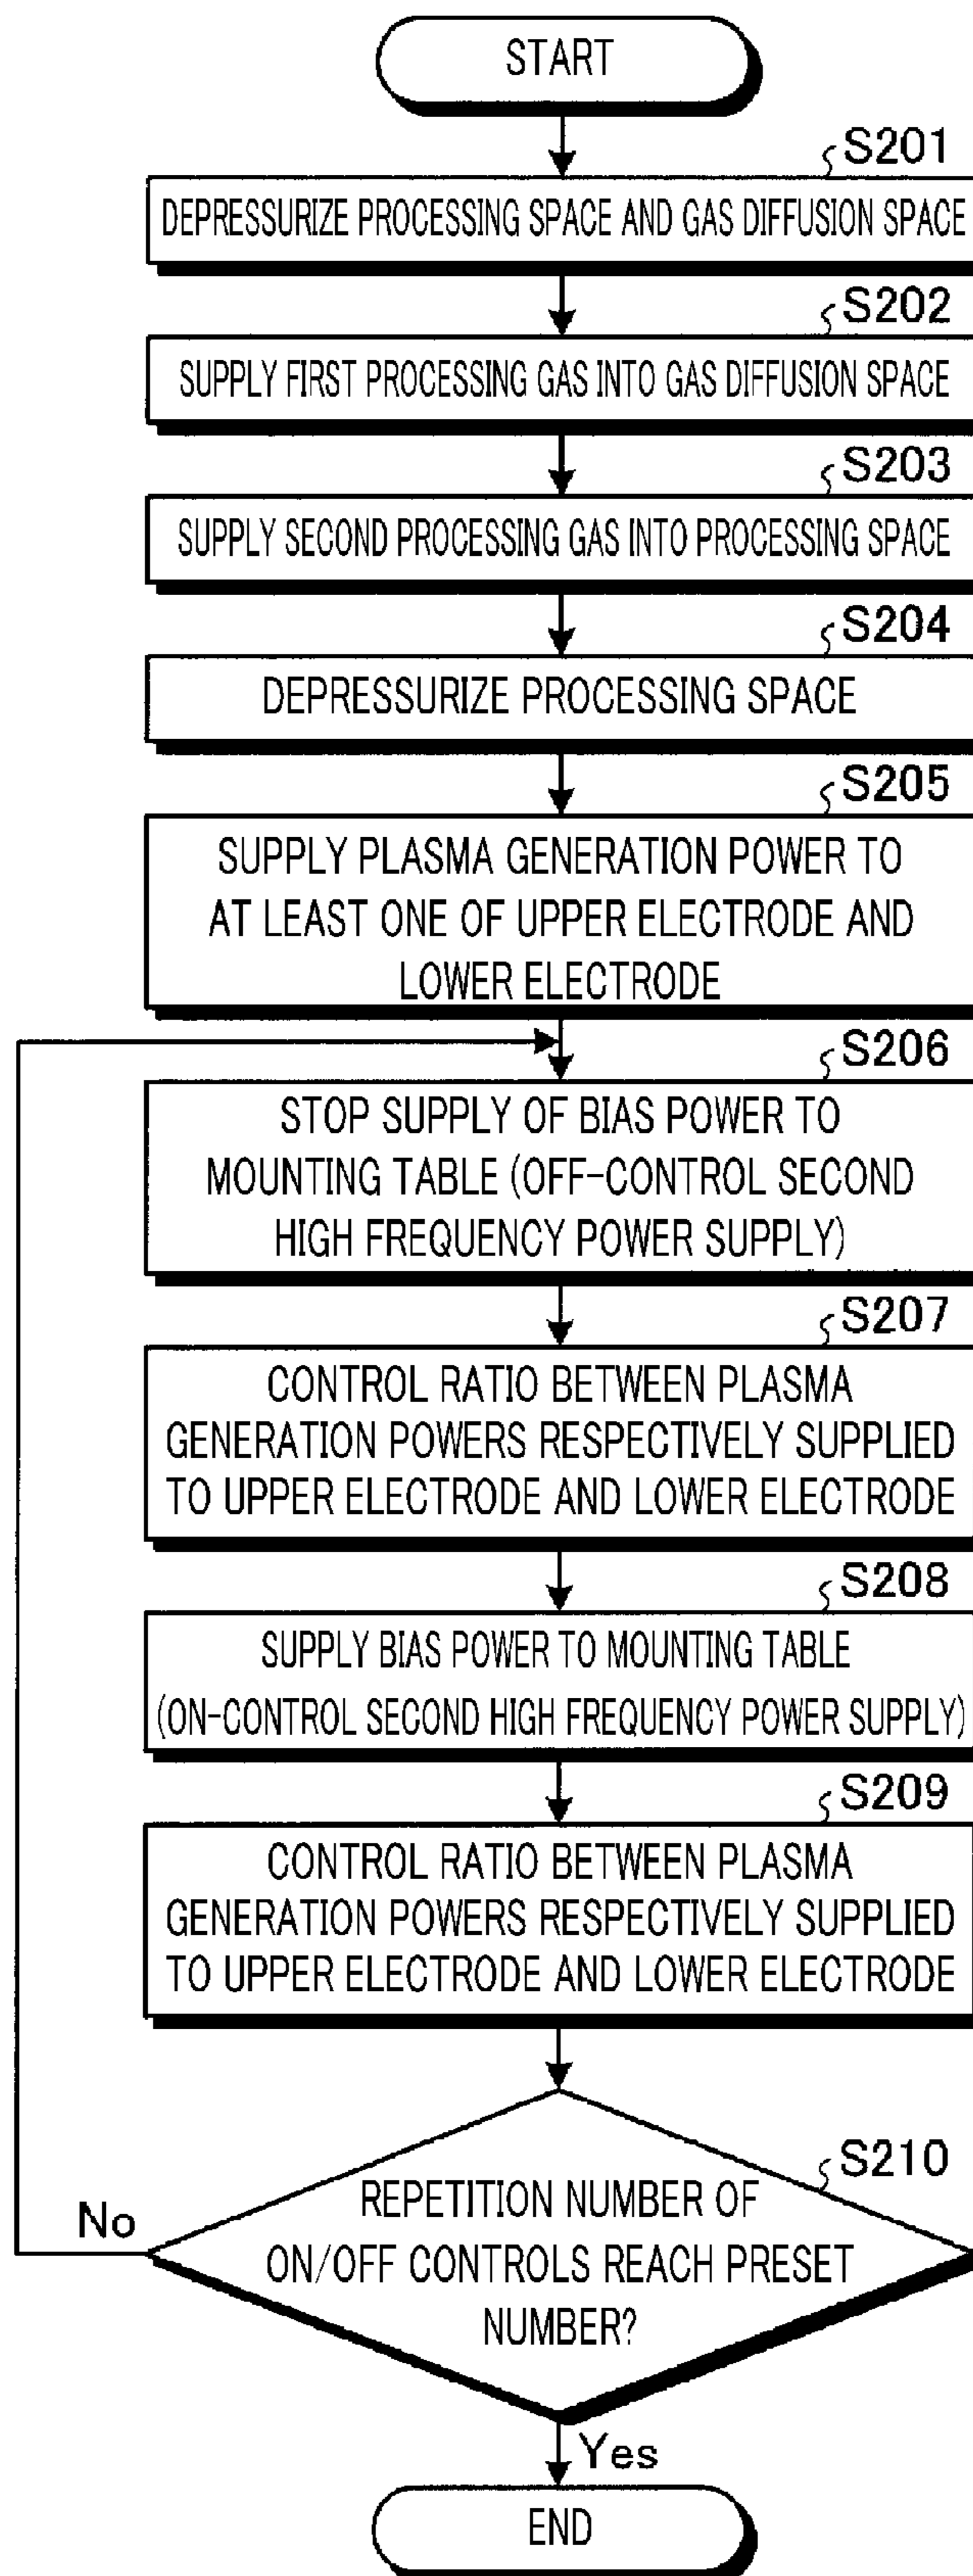 START
S201
DEPRESSURIZE PROCESSING SPACE AND GAS DIFFUSION SPACE
S202
SUPPLY FIRST PROCESSING GAS INTO GAS DIFFUSION SPACE
S203
SUPPLY SECOND PROCESSING GAS INTO PROCESSING SPACE
S204
DEPRESSURIZE PROCESSING SPACE
S205
SUPPLY PLASMA GENERATION POWER TO
AT LEAST ONE OF UPPER ELECTRODE AND
LOWER ELECTRODE
S206
STOP SUPPLY OF BIAS POWER TO
MOUNTING TABLE (OFF-CONTROL SECOND
HIGH FREQUENCY POWER SUPPLY)
S207
CONTROL RATIO BETWEEN PLASMA
GENERATION POWERS RESPECTIVELY SUPPLIED
TO UPPER ELECTRODE AND LOWER ELECTRODE
S208
SUPPLY BIAS POWER TO MOUNTING TABLE
(ON-CONTROL SECOND HIGH FREQUENCY POWER SUPPLY)
S209
CONTROL RATIO BETWEEN PLASMA
GENERATION POWERS RESPECTIVELY SUPPLIED
TO UPPER ELECTRODE AND LOWER ELECTRODE
S210
REPETITION NUMBER OF
ON/OFF CONTROLS REACH PRESET
NUMBER?
No
Yes
END